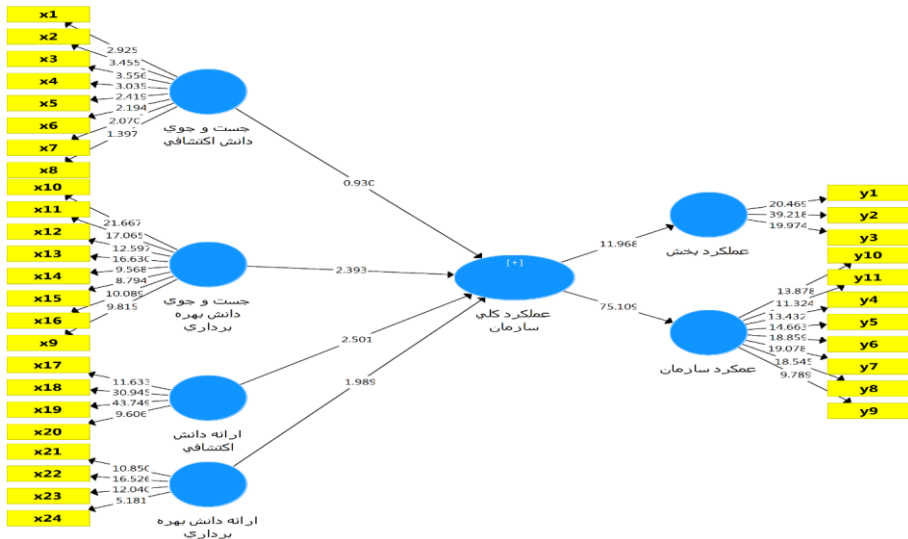 x1
x2
x3
x4
x5
x6
x7
x8
2.925
3.455
3.556
3.035
2.419
2.194
2.070
1.397
جست و جوي
دانش اكتشافي
0.930
x10
x11
x12
x13
x14
x15
x16
x9
21.667
17.065
12.597
16.630
9.568
8.794
10.089
9.815
جست و جوي
دانش بهره
برداري
2.393
x17
x18
x19
x20
11.633
30.945
43.749
9.606
ارائه دانش
اكتشافي
2.501
x21
x22
x23
x24
10.850
16.526
12.040
5.181
ارائه دانش بهره
برداري
1.989
[+]
عملكرد كلي
سازمان
11.968
75.109
عملكرد بخش
20.469
39.218
19.974
y1
y2
y3
عمكرد سازمان
13.878
11.324
13.432
14.663
18.859
19.078
18.545
9.789
y10
y11
y4
y5
y6
y7
y8
y9